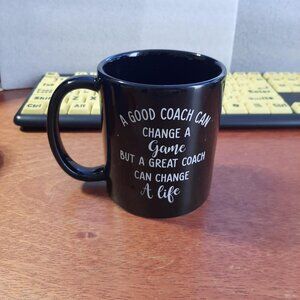 A GOOD COACH CAN
CHANGE A
Game
BUT A GREAT COACH
CAN CHANGE
A life